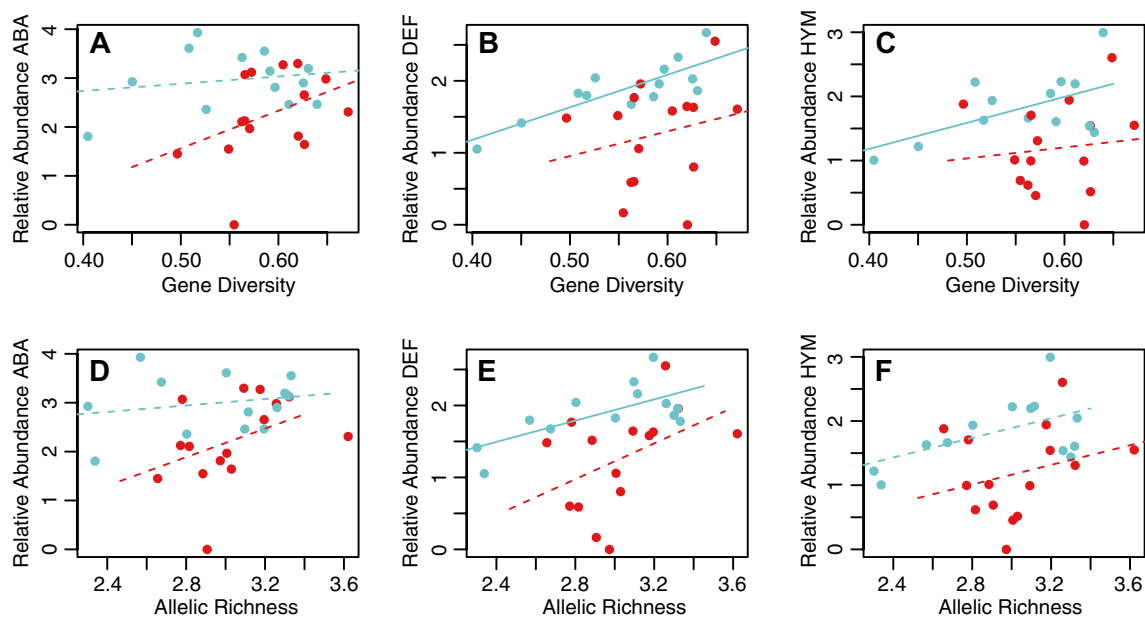 A
Relative Abundance ABA
0 1 2 3 4
0.40 0.50 0.60
Gene Diversity
B
Relative Abundance DEF
0 1 2
0.40 0.50 0.60
Gene Diversity
C
Relative Abundance HYM
0 1 2 3
0.40 0.50 0.60
Gene Diversity
D
Relative Abundance ABA
0 1 2 3 4
2.4 2.8 3.2 3.6
Allelic Richness
E
Relative Abundance DEF
0 1 2
2.4 2.8 3.2 3.6
Allelic Richness
F
Relative Abundance HYM
0 1 2 3
2.4 2.8 3.2 3.6
Allelic Richness